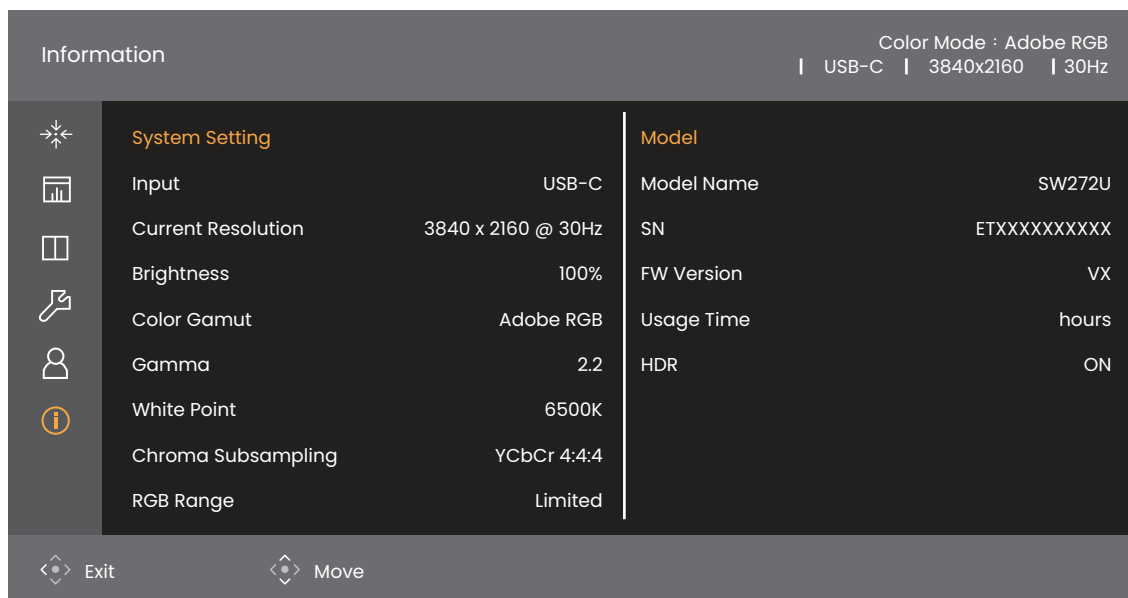 Information
Color Mode：Adobe RGB
| USB-C | 3840x2160 | 30Hz
System Setting
Input USB-C
Current Resolution 3840 x 2160 @ 30Hz
Brightness 100%
Color Gamut Adobe RGB
Gamma 2.2
White Point 6500K
Chroma Subsampling YCbCr 4:4:4
RGB Range Limited
Model
Model Name SW272U
SN ETXXXXXXXXXX
FW Version VX
Usage Time hours
HDR ON
Exit Move